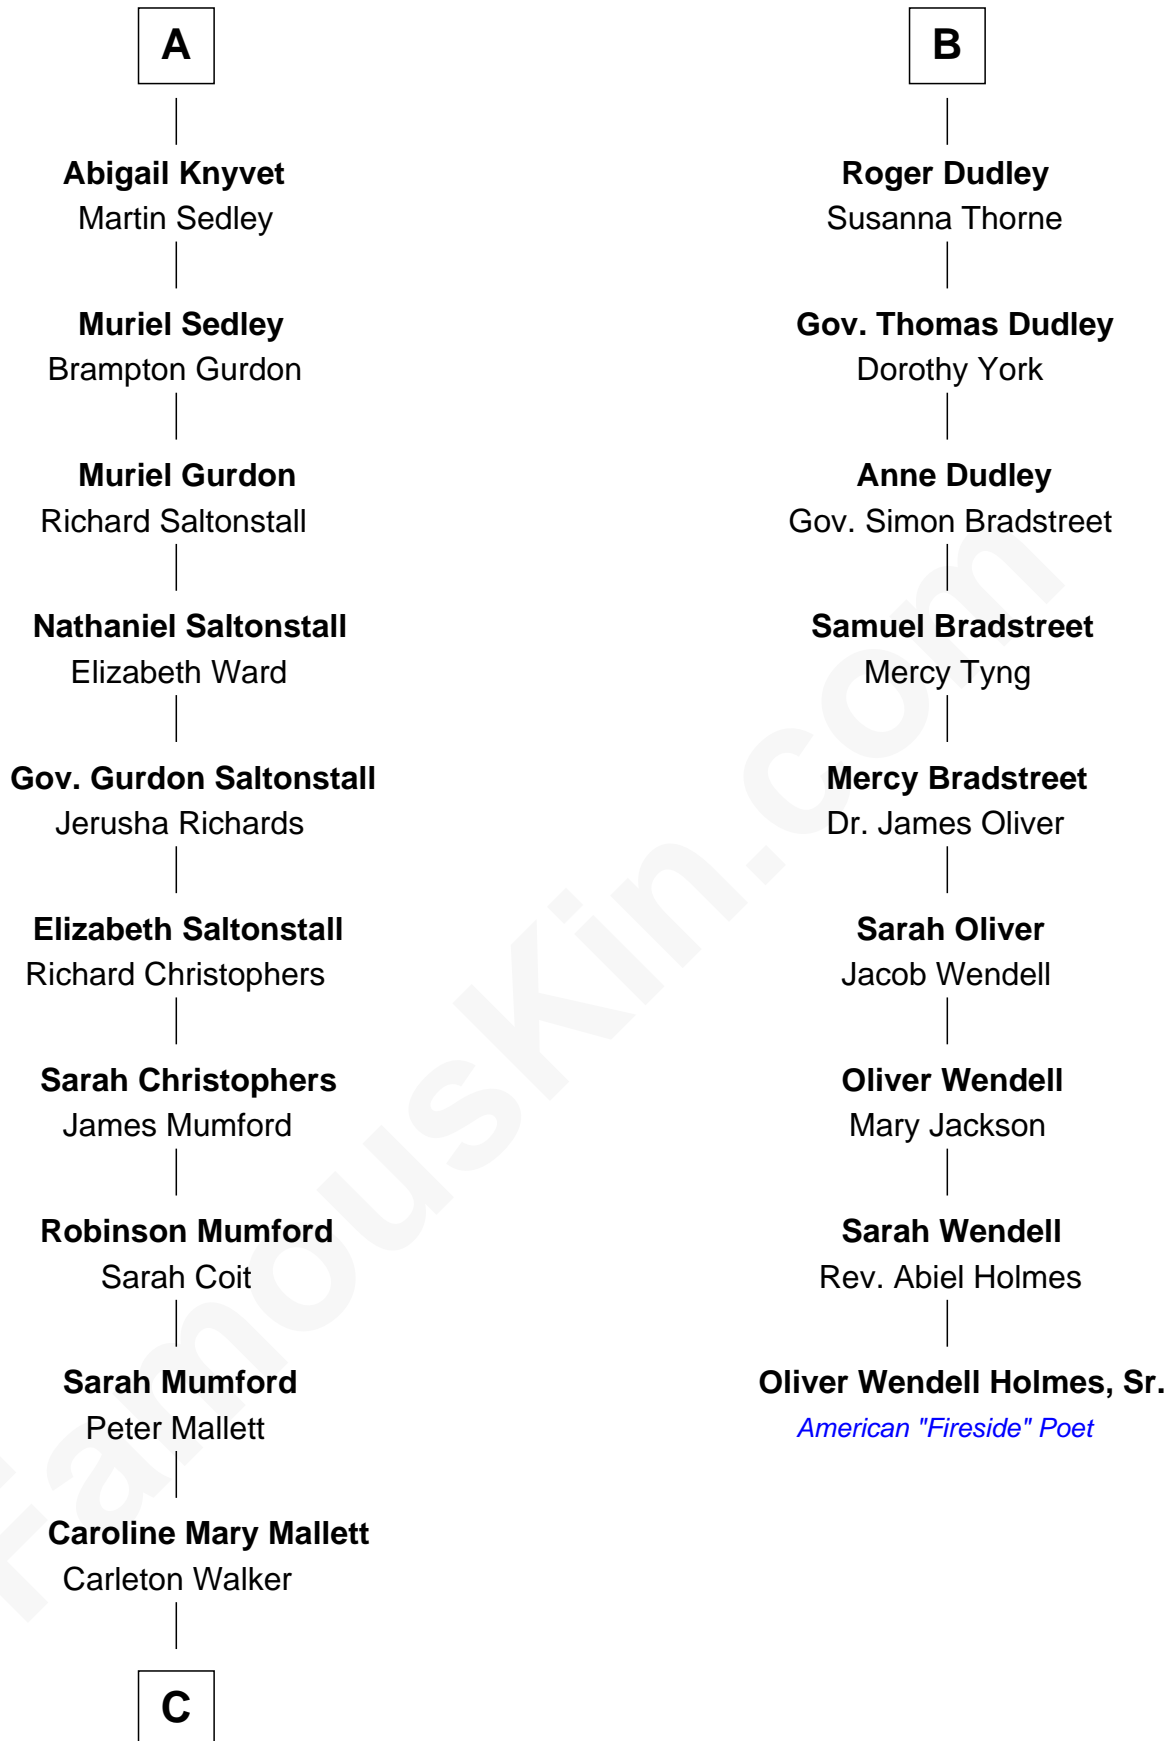 A
Abigail Knyvet
Martin Sedley
Muriel Sedley
Brampton Gurdon
Muriel Gurdon
Richard Saltonstall
Nathaniel Saltonstall
Elizabeth Ward
Gov. Gurdon Saltonstall
Jerusha Richards
Elizabeth Saltonstall
Richard Christophers
Sarah Christophers
James Mumford
Robinson Mumford
Sarah Coit
Sarah Mumford
Peter Mallett
Caroline Mary Mallett
Carleton Walker
C
B
Roger Dudley
Susanna Thorne
Gov. Thomas Dudley
Dorothy York
Anne Dudley
Gov. Simon Bradstreet
Samuel Bradstreet
Mercy Tyng
Mercy Bradstreet
Dr. James Oliver
Sarah Oliver
Jacob Wendell
Oliver Wendell
Mary Jackson
Sarah Wendell
Rev. Abiel Holmes
Oliver Wendell Holmes, Sr.
American "Fireside" Poet
FamousKin.com